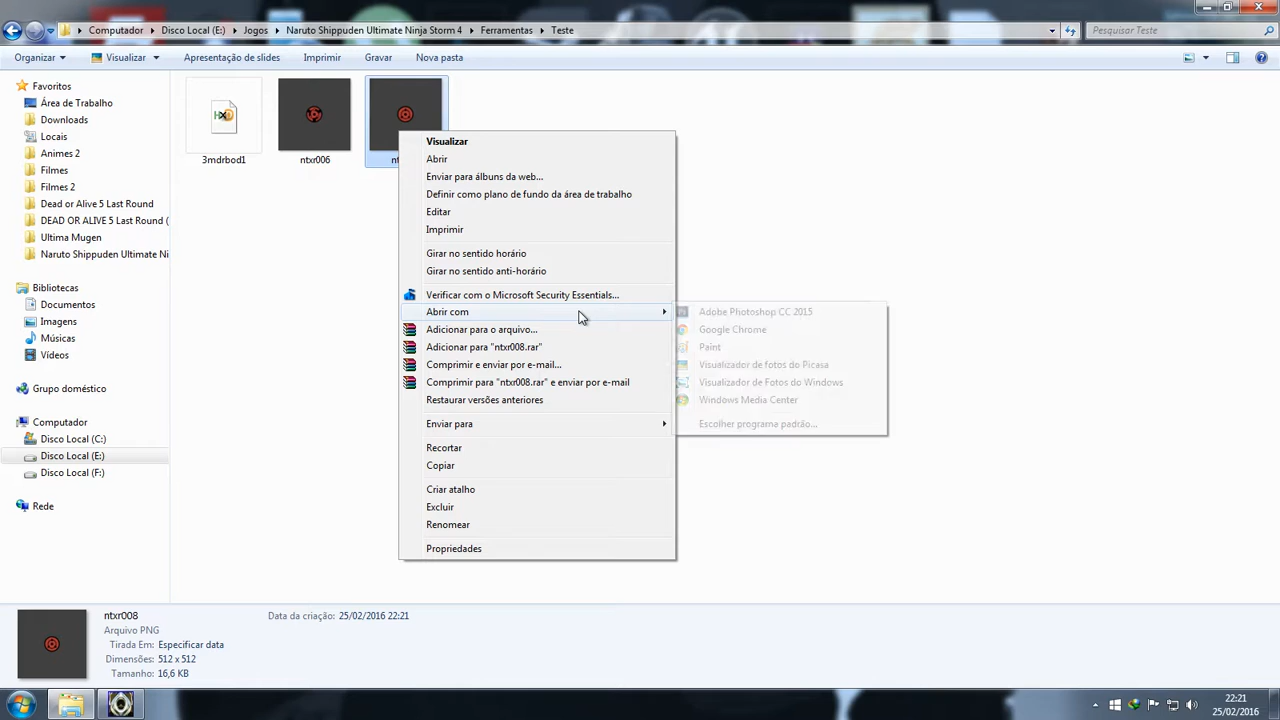 Computador
Disco Local (E:)
Jogos
Naruto Shippuden Ultimate Ninja Storm 4
Ferramentas
Teste
Pesquisar Teste
Organizar
Visualizar
Apresentação de slides
Imprimir
Gravar
Nova pasta
Favoritos
Área de Trabalho
Downloads
Locais
Animes 2
Filmes
Filmes 2
Dead or Alive 5 Last Round
DEAD OR ALIVE 5 Last Round (
Ultima Mugen
Naruto Shippuden Ultimate Ni
Bibliotecas
Documentos
Imagens
Músicas
Vídeos
Grupo doméstico
Computador
Disco Local (C:)
Disco Local (E:)
Disco Local (F:)
Rede
3mdrbod1
ntxr006
Visualizar
Abrir
Enviar para álbuns da web...
Definir como plano de fundo da área de trabalho
Editar
Imprimir
Girar no sentido horário
Girar no sentido anti-horário
Verificar com o Microsoft Security Essentials...
Abrir com
Adicionar para o arquivo...
Adicionar para "ntxr008.rar"
Comprimir e enviar por e-mail...
Comprimir para "ntxr008.rar" e enviar por e-mail
Restaurar versões anteriores
Enviar para
Recortar
Copiar
Criar atalho
Excluir
Renomear
Propriedades
Adobe Photoshop CC 2015
Google Chrome
Paint
Visualizador de fotos do Picasa
Visualizador de Fotos do Windows
Windows Media Center
Escolher programa padrão...
ntxr008
Arquivo PNG
Tirada Em: Especificar data
Dimensões: 512 x 512
Tamanho: 16,6 KB
Data da criação: 25/02/2016 22:21
22:21
25/02/2016